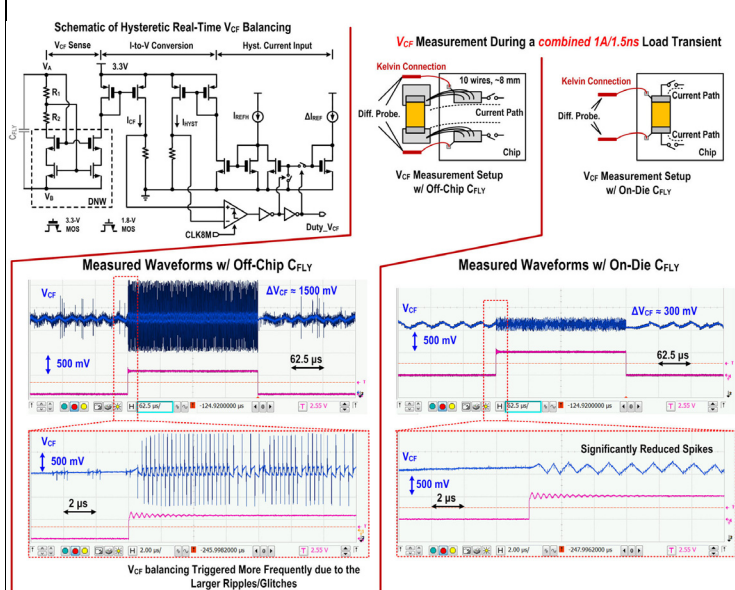 Schematic of Hysteretic Real-Time VCF Balancing
VCF Sense
I-to-V Conversion
Hyst. Current Input
VA
3.3V
R1
R2
CFLY
ICF
IHYST
IREFH
ΔIREF
VB
DNW
3.3-V
MOS
1.8-V
MOS
CLK8M
Duty_VCF
VCF Measurement During a combined 1A/1.5ns Load Transient
Kelvin Connection
10 wires, ~8 mm
Diff. Probe.
Current Path
Chip
VCF Measurement Setup
w/ Off-Chip CFLY
Kelvin Connection
Current Path
Diff. Probe.
Current Path
Chip
VCF Measurement Setup
w/ On-Die CFLY
Measured Waveforms w/ Off-Chip CFLY
VCF
ΔVCF ≈ 1500 mV
500 mV
62.5 µs
H 62.5 µs/ -124.9200000 µs 0 T 2.55 V
VCF
500 mV
2 µs
H 2.00 µs/ -245.9982000 µs 0 T 2.55 V
VCF balancing Triggered More Frequently due to the
Larger Ripples/Glitches
Measured Waveforms w/ On-Die CFLY
VCF
ΔVCF ≈ 300 mV
500 mV
62.5 µs
H 62.5 µs/ -124.9200000 µs 0 T 2.55 V
Significantly Reduced Spikes
VCF
500 mV
2 µs
H 2.00 µs/ -247.9962000 µs 0 T 2.55 V